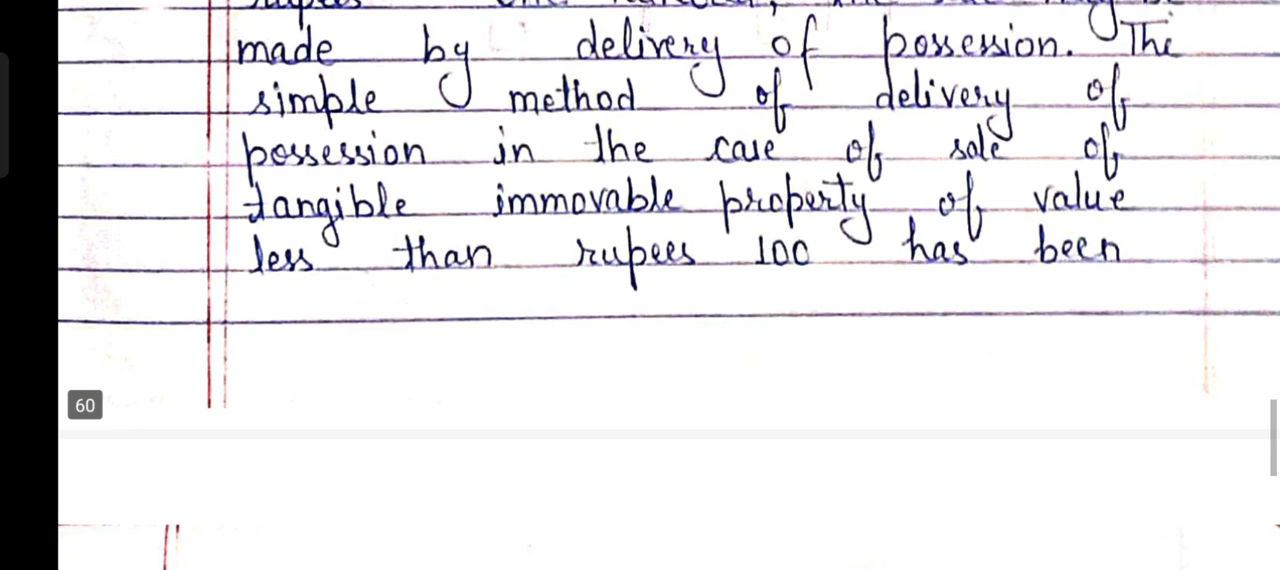 made by delivery of possession. The
simple method of delivery of
possession in the case of sale of
tangible immovable property of value
less than rupees 100 has been
60